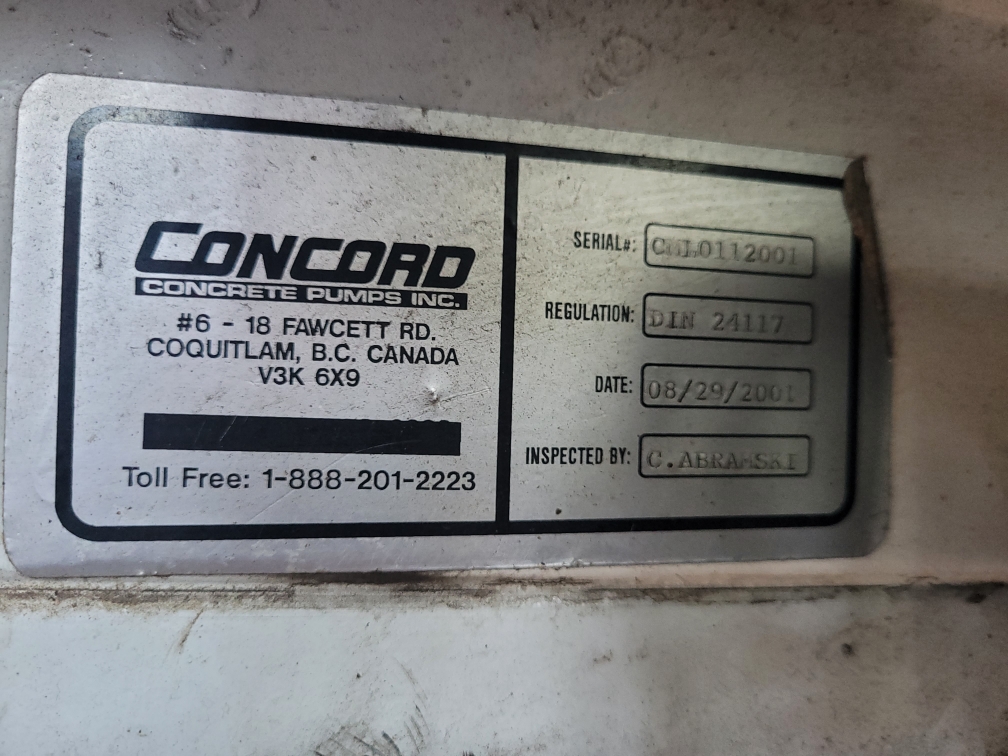 CONCORD
CONCRETE PUMPS INC.
#6 - 18 FAWCETT RD.
COQUITLAM, B.C. CANADA
V3K 6X9
Toll Free: 1-888-201-2223
SERIAL#:
REGULATION: DIN 24117
DATE: 08/29/2001
INSPECTED BY: C.ABRAMSKI